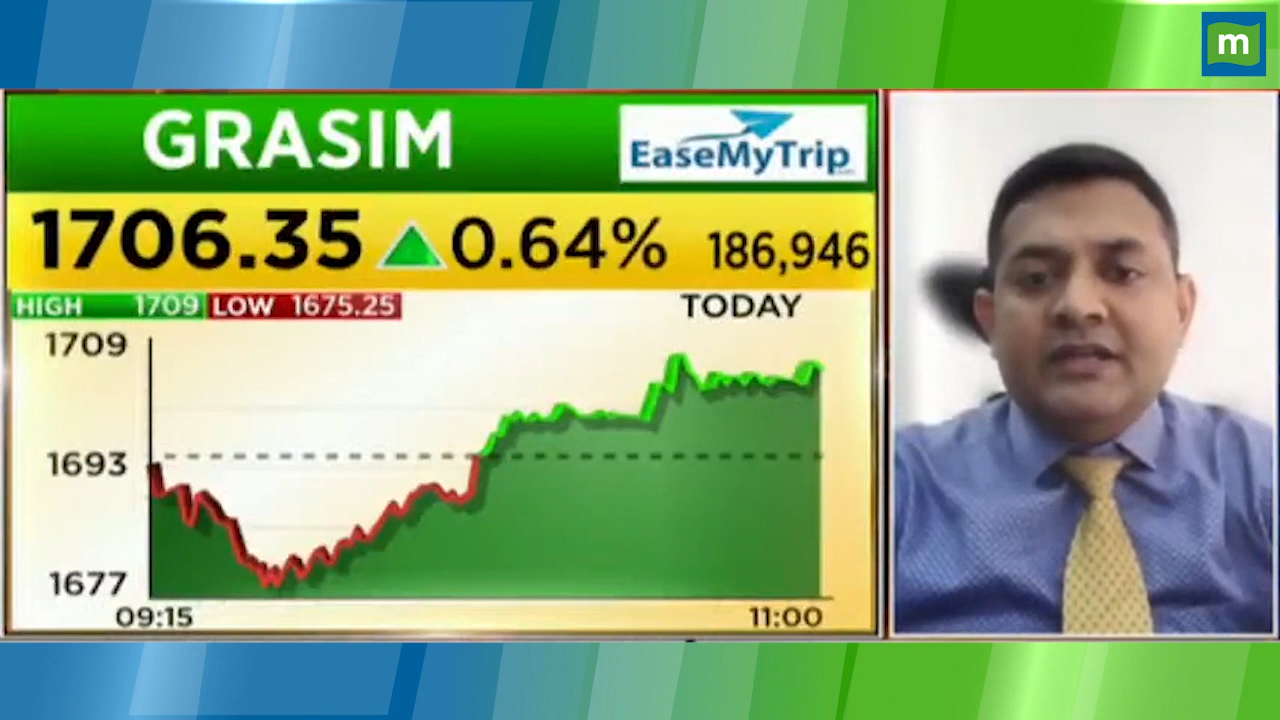 m
GRASIM
EaseMyTrip
1706.35 ▲ 0.64% 186,946
HIGH 1709 LOW 1675.25
TODAY
1709
1693
1677
09:15 11:00